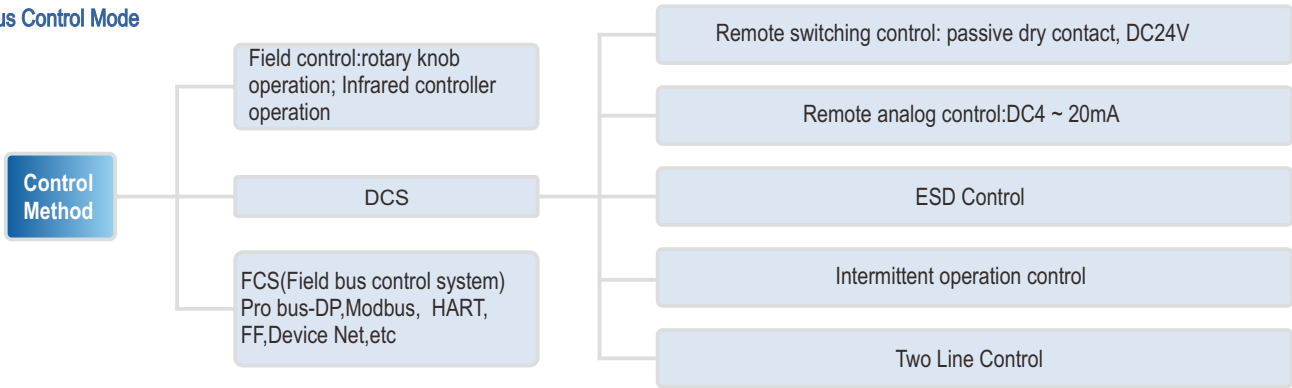 us Control Mode
Field control:rotary knob
operation; Infrared controller
operation
Control
Method
DCS
FCS(Field bus control system)
Pro bus-DP,Modbus, HART,
FF,Device Net,etc
Remote switching control: passive dry contact, DC24V
Remote analog control:DC4 ~ 20mA
ESD Control
Intermittent operation control
Two Line Control